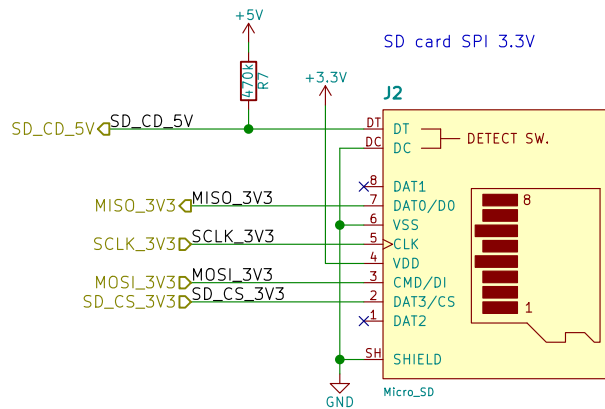 +5V
SD card SPI 3.3V
470k
R7
+3.3V
J2
SD_CD_5V SD_CD_5V DT DT
DETECT SW.
DC DC
8 DAT1
8
MISO_3V3 MISO_3V3 7 DAT0/D0
6 VSS
SCLK_3V3 SCLK_3V3 5 CLK
4 VDD
MOSI_3V3 MOSI_3V3 3 CMD/DI
SD_CS_3V3 SD_CS_3V3 2 DAT3/CS
1
1 DAT2
SH SHIELD
GND
Micro_SD